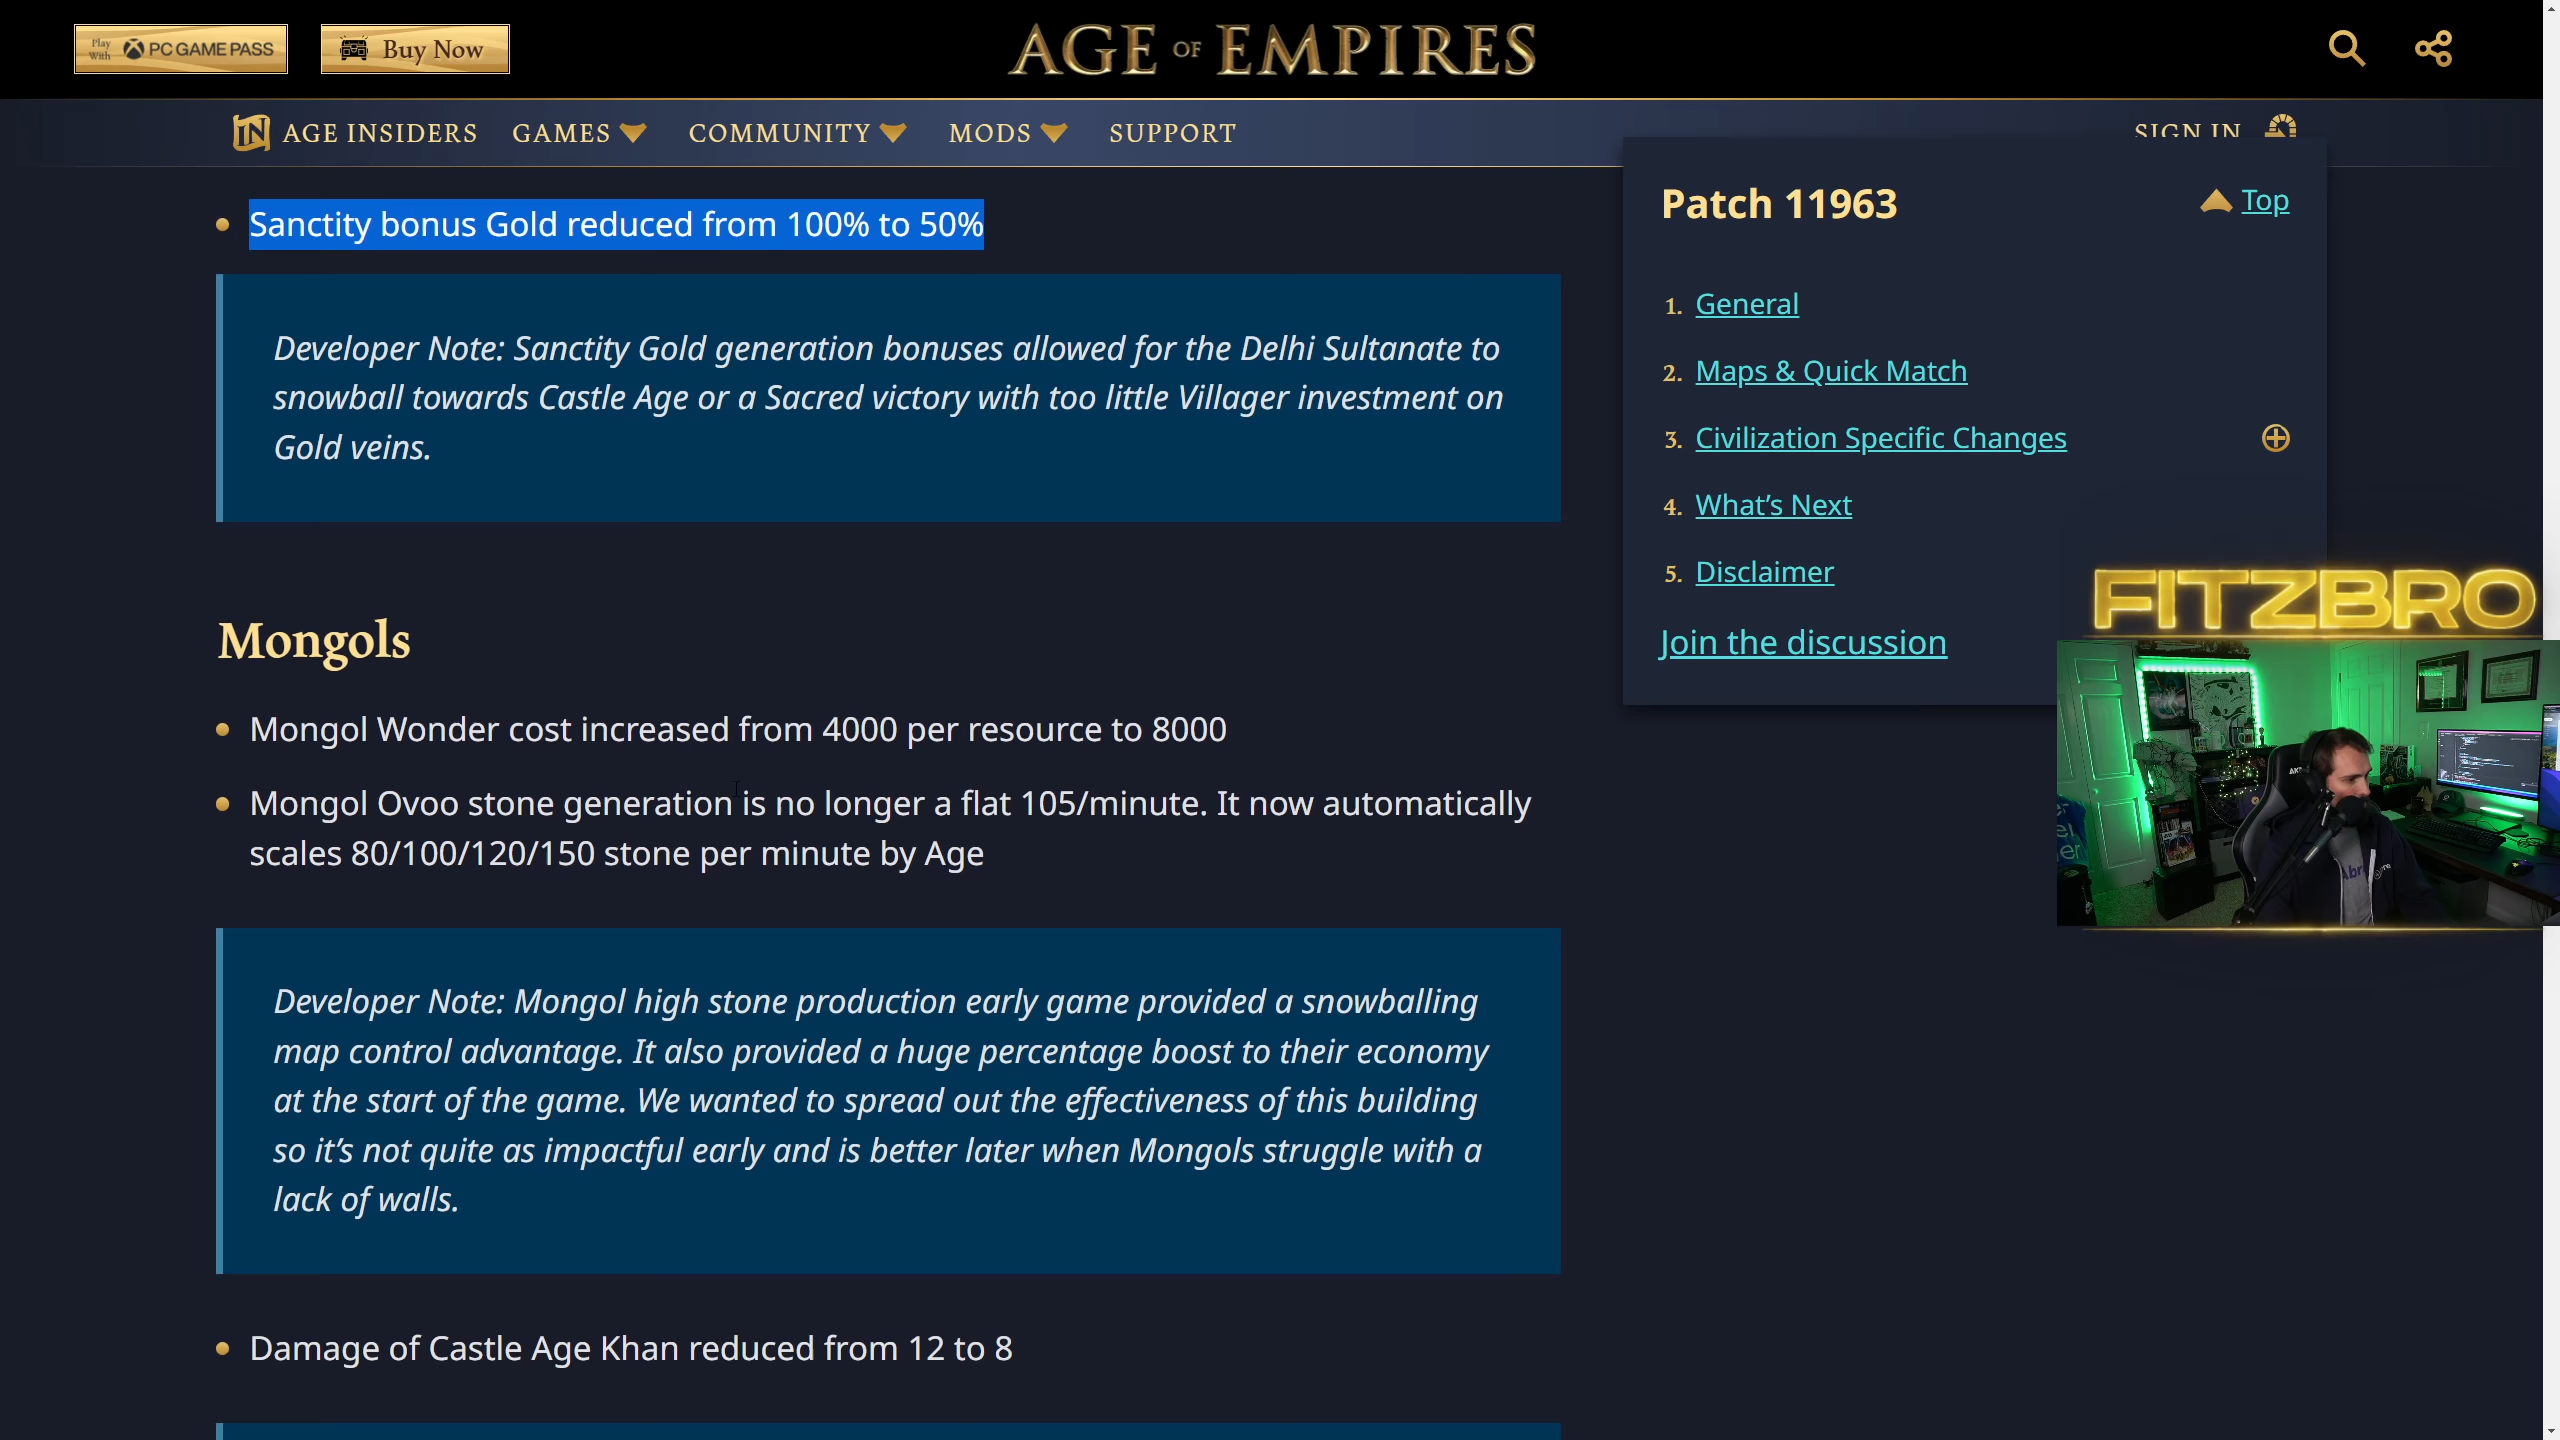 Play With PC GAME PASS
Buy Now
AGE OF EMPIRES
IN AGE INSIDERS
GAMES
COMMUNITY
MODS
SUPPORT
SIGN IN
Sanctity bonus Gold reduced from 100% to 50%
Developer Note: Sanctity Gold generation bonuses allowed for the Delhi Sultanate to
snowball towards Castle Age or a Sacred victory with too little Villager investment on
Gold veins.
Mongols
Mongol Wonder cost increased from 4000 per resource to 8000
Mongol Ovoo stone generation is no longer a flat 105/minute. It now automatically
scales 80/100/120/150 stone per minute by Age
Developer Note: Mongol high stone production early game provided a snowballing
map control advantage. It also provided a huge percentage boost to their economy
at the start of the game. We wanted to spread out the effectiveness of this building
so it’s not quite as impactful early and is better later when Mongols struggle with a
lack of walls.
Damage of Castle Age Khan reduced from 12 to 8
Patch 11963
Top
1. General
2. Maps & Quick Match
3. Civilization Specific Changes
4. What’s Next
5. Disclaimer
Join the discussion
FITZBRO